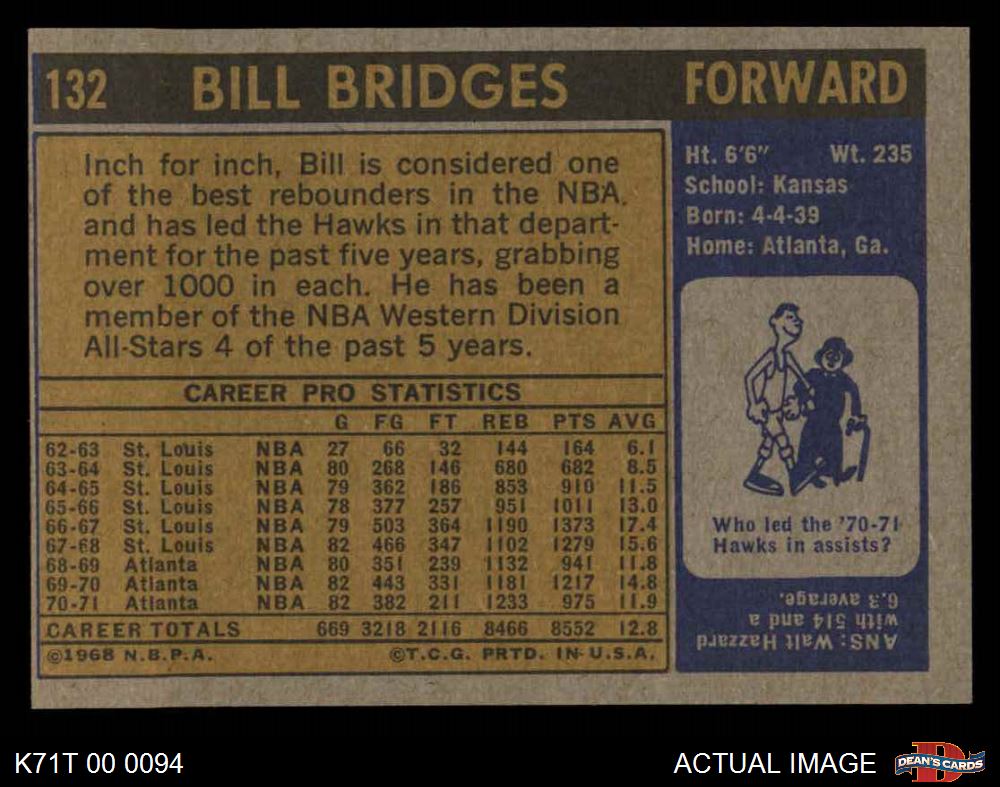 132 BILL BRIDGES FORWARD
Inch for inch, Bill is considered one
of the best rebounders in the NBA,
and has led the Hawks in that depart-
ment for the past five years, grabbing
over 1000 in each. He has been a
member of the NBA Western Division
All-Stars 4 of the past 5 years.
CAREER PRO STATISTICS
G FG FT REB PTS AVG
62-63 St. Louis NBA 27 66 32 144 164 6.1
63-64 St. Louis NBA 80 268 146 680 682 8.5
64-65 St. Louis NBA 79 362 186 853 910 11.5
65-66 St. Louis NBA 78 377 257 951 1011 13.0
66-67 St. Louis NBA 79 503 364 1190 1373 17.4
67-68 St. Louis NBA 82 466 347 1102 1279 15.6
68-69 Atlanta NBA 80 351 239 1132 941 11.8
69-70 Atlanta NBA 82 443 331 1181 1217 14.8
70-71 Atlanta NBA 82 382 211 1233 975 11.9
CAREER TOTALS 669 3218 2116 8466 8552 12.8
©1968 N.B.P.A. ©T.C.G. PRTD. IN U.S.A.
Ht. 6'6" Wt. 235
School: Kansas
Born: 4-4-39
Home: Atlanta, Ga.
Who led the '70-71
Hawks in assists?
ANS: Walt Hazzard
with 514 and a
6.3 average.
K71T 00 0094
ACTUAL IMAGE
D
DEAN'S CARDS